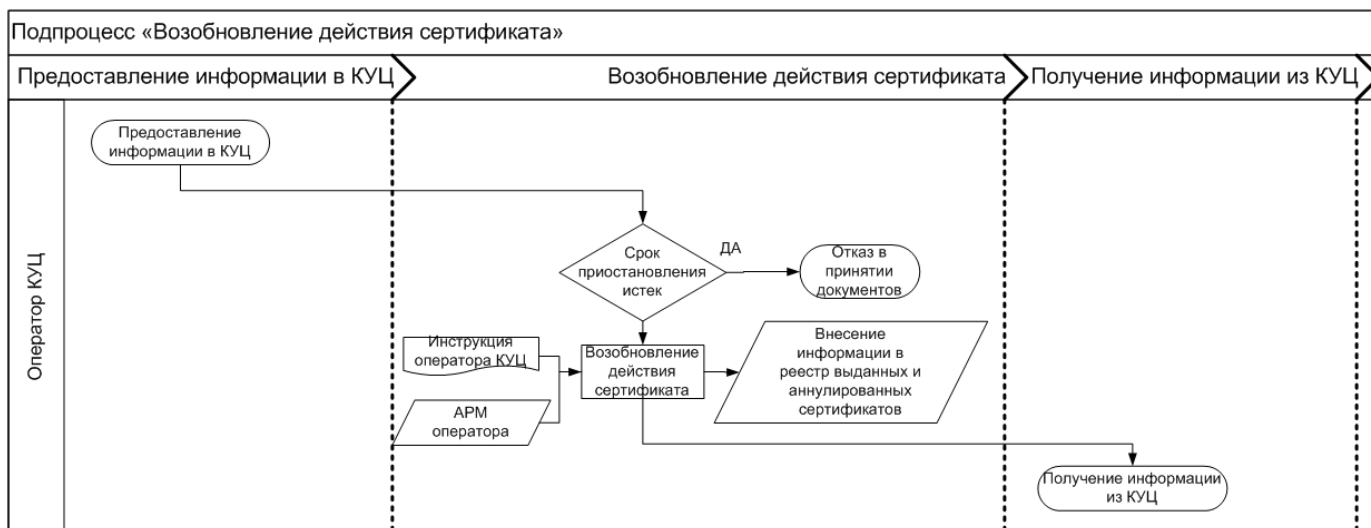 Подпроцесс «Возобновление действия сертификата»
Предоставление информации в КУЦ
Возобновление действия сертификата
Получение информации из КУЦ
Оператор КУЦ
Предоставление
информации в КУЦ
Срок
приостановления
истек
ДА
Отказ в
принятии
документов
Инструкция
оператора КУЦ
АРМ
оператора
Возобновление
действия
сертификата
Внесение
информации в
реестр выданных и
аннулированных
сертификатов
Получение информации
из КУЦ